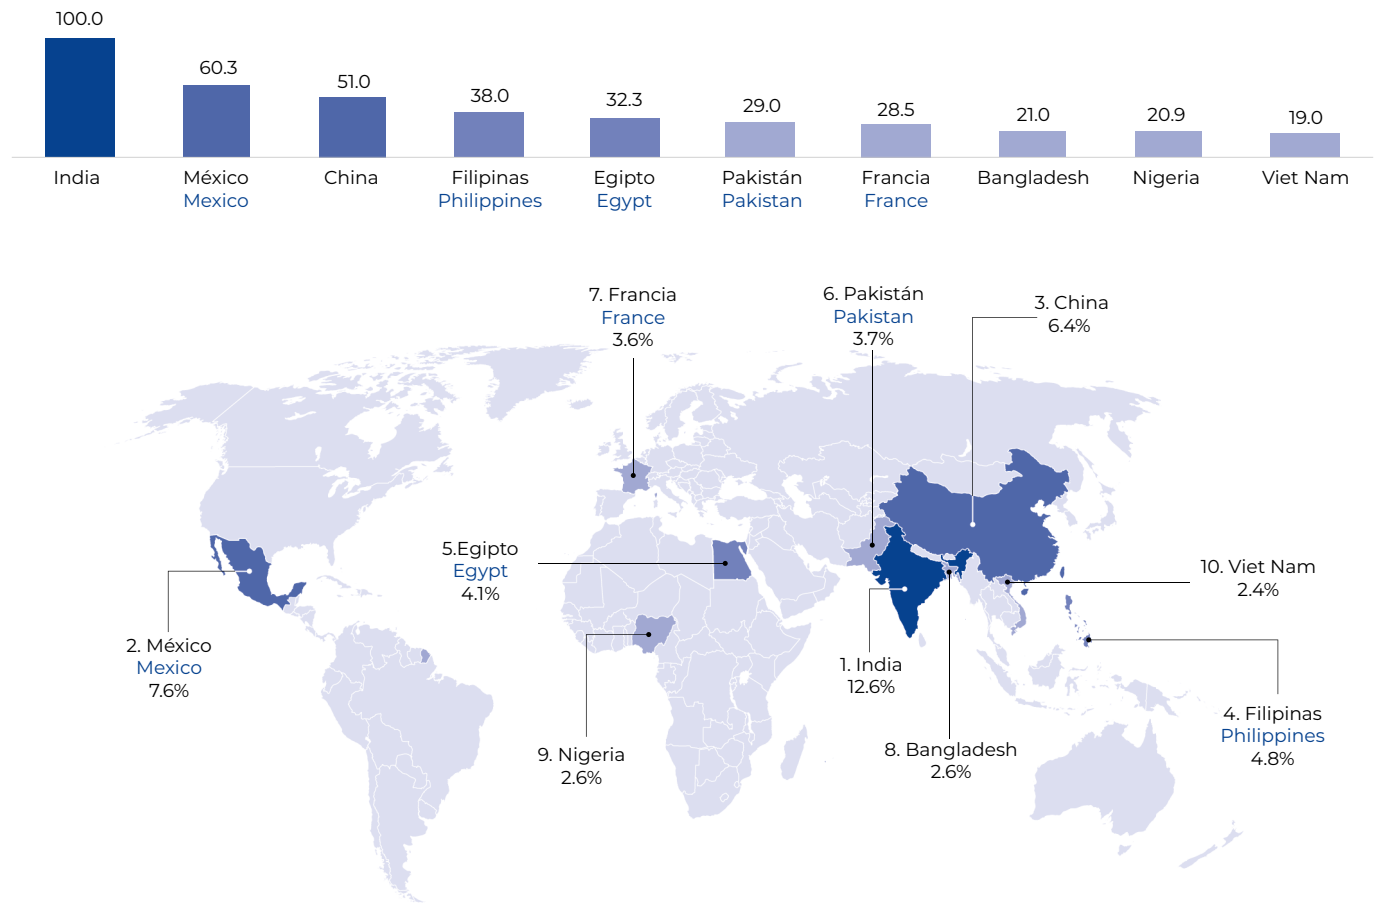 100.0
60.3
51.0
38.0
32.3
29.0
28.5
21.0
20.9
19.0
India
México
Mexico
China
Filipinas
Philippines
Egipto
Egypt
Pakistán
Pakistan
Francia
France
Bangladesh
Nigeria
Viet Nam
7. Francia
France
3.6%
6. Pakistán
Pakistan
3.7%
3. China
6.4%
5.Egipto
Egypt
4.1%
10. Viet Nam
2.4%
2. México
Mexico
7.6%
1. India
12.6%
4. Filipinas
Philippines
4.8%
9. Nigeria
2.6%
8. Bangladesh
2.6%